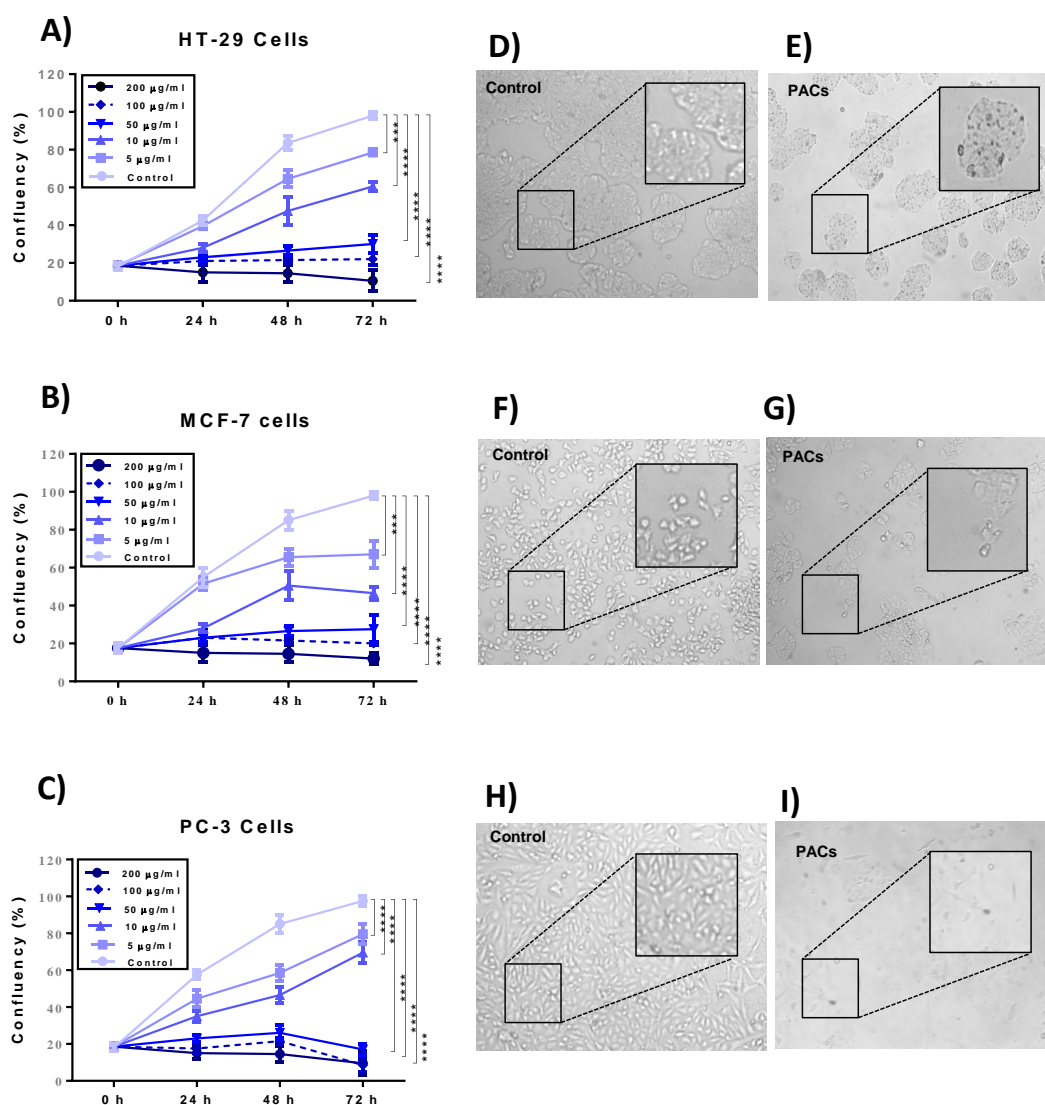 A)
HT-29 Cells
Confluency (%)
120
100
80
60
40
20
0
200 µg/ml
100 µg/ml
50 µg/ml
10 µg/ml
5 µg/ml
Control
***
****
****
****
****
0 h 24 h 48 h 72 h
D)
Control
E)
PACs
B)
MCF-7 cells
Confluency (%)
120
100
80
60
40
20
0
200 µg/ml
100 µg/ml
50 µg/ml
10 µg/ml
5 µg/ml
Control
***
****
****
****
****
0 h 24 h 48 h 72 h
F)
Control
G)
PACs
C)
PC-3 Cells
Confluency (%)
120
100
80
60
40
20
0
200 µg/ml
100 µg/ml
50 µg/ml
10 µg/ml
5 µg/ml
Control
****
****
****
****
****
0 h 24 h 48 h 72 h
H)
Control
I)
PACs